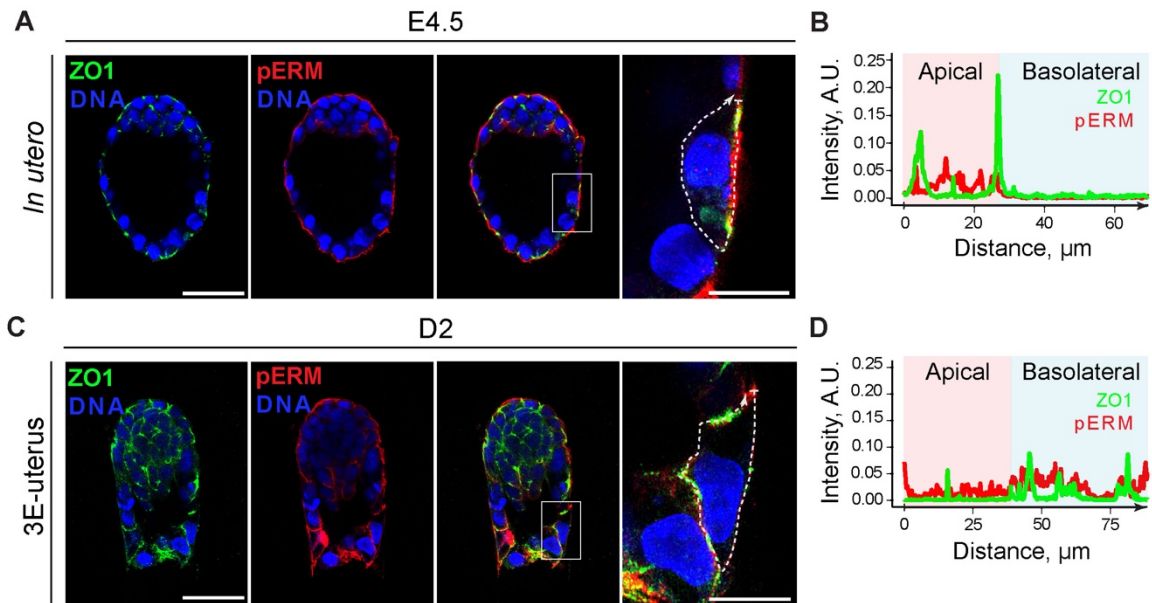 A
E4.5
In utero
ZO1
DNA
pERM
DNA
B
Intensity, A.U.
0.25
0.20
0.15
0.10
0.05
0.00
Apical
Basolateral
ZO1
pERM
0
20
40
60
Distance, μm
C
D2
3E-uterus
ZO1
DNA
pERM
DNA
D
Intensity, A.U.
0.25
0.20
0.15
0.10
0.05
0.00
Apical
Basolateral
ZO1
pERM
0
25
50
75
Distance, μm